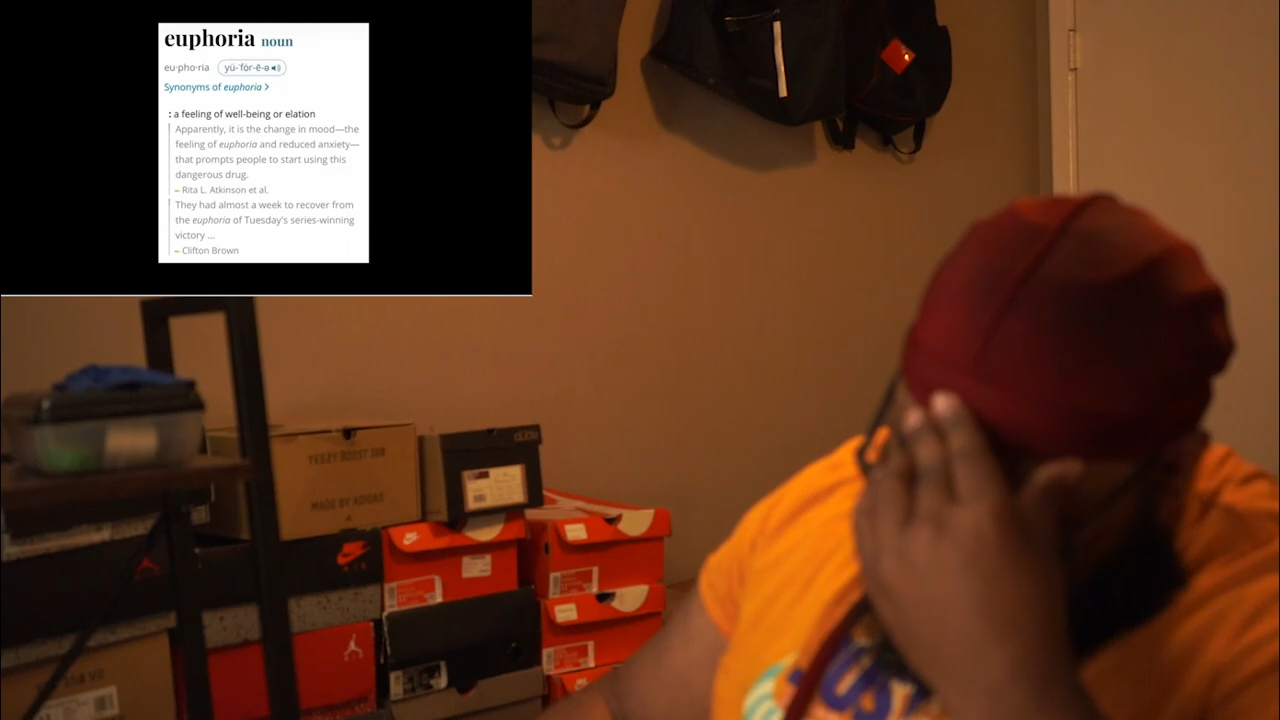 euphoria noun
eu·pho·ria yü-ˈfȯr-ē-ə
Synonyms of euphoria >
: a feeling of well-being or elation
Apparently, it is the change in mood—the
feeling of euphoria and reduced anxiety—
that prompts people to start using this
dangerous drug.
– Rita L. Atkinson et al.
They had almost a week to recover from
the euphoria of Tuesday's series-winning
victory ...
– Clifton Brown
YEEZY BOOST 350
MADE BY ADIDAS